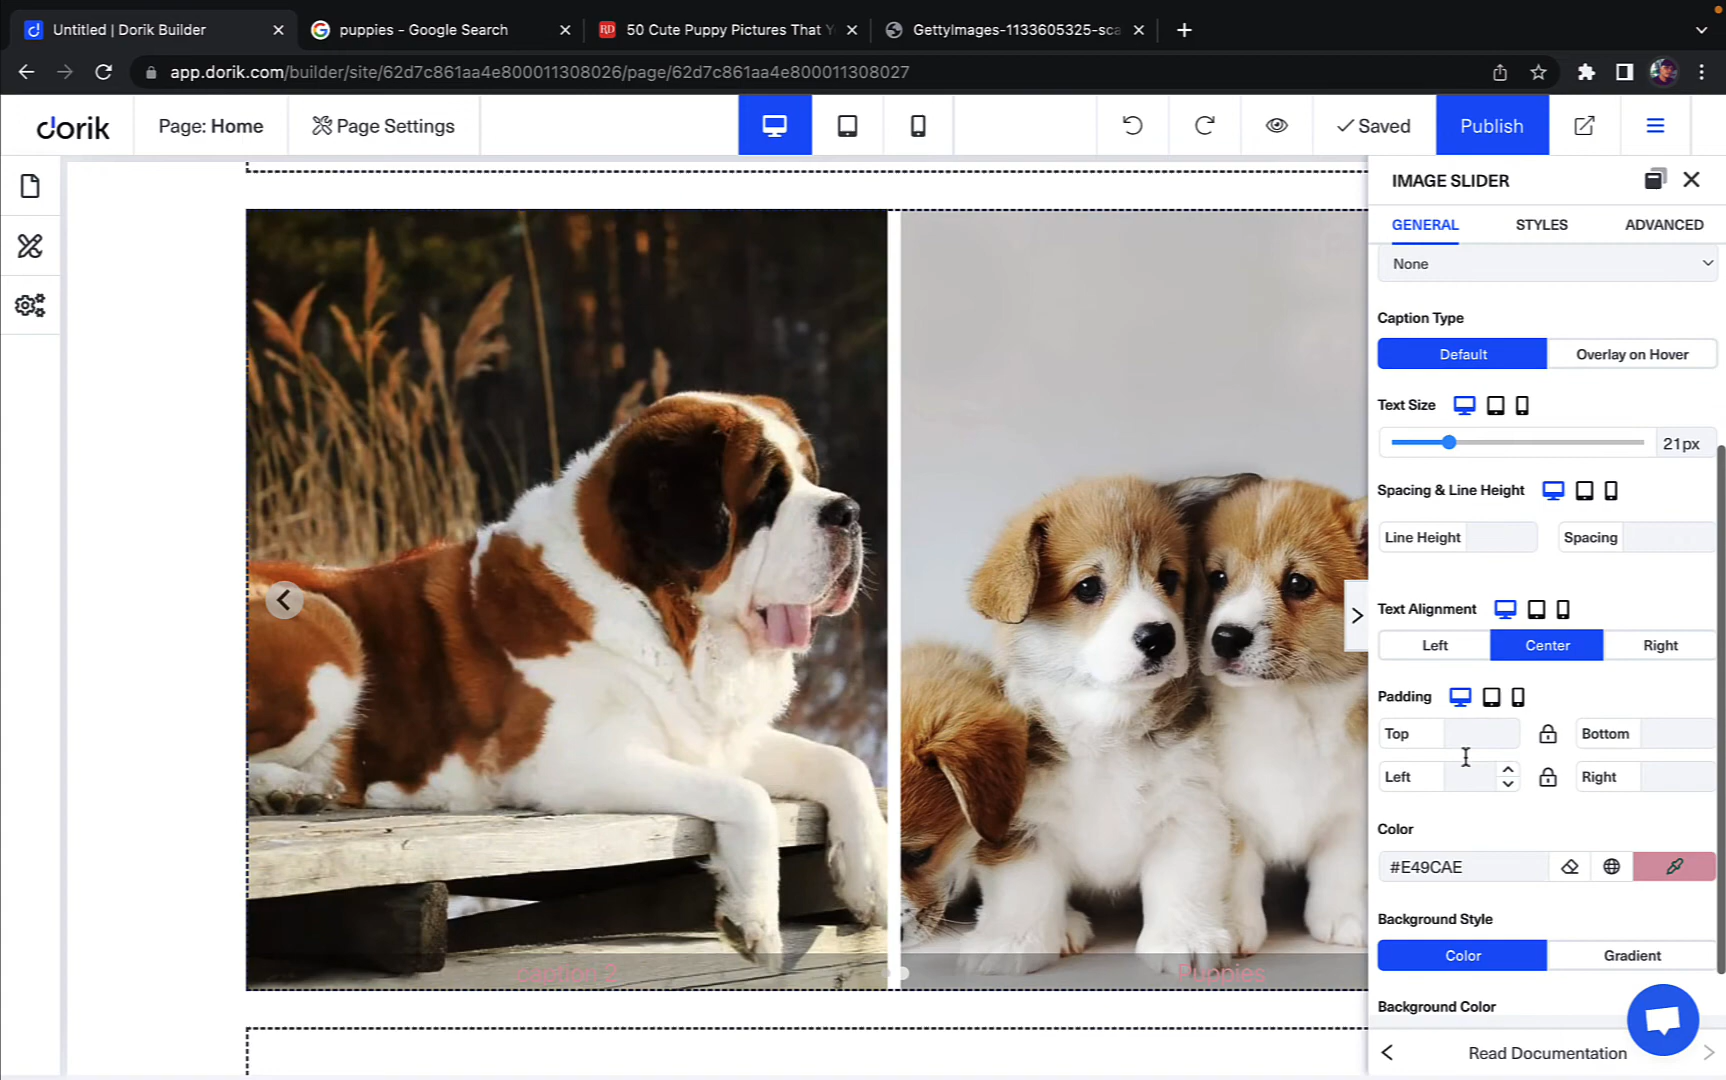 Untitled | Dorik Builder
puppies - Google Search
RD
50 Cute Puppy Pictures That Y
GettyImages-1133605325-sca
app.dorik.com/builder/site/62d7c861aa4e800011308026/page/62d7c861aa4e800011308027
dorik
Page: Home
Page Settings
Saved
Publish
IMAGE SLIDER
GENERAL
STYLES
ADVANCED
None
Caption Type
Default
Overlay on Hover
Text Size
21px
Spacing & Line Height
Line Height
Spacing
Text Alignment
Left
Center
Right
Padding
Top
Bottom
Left
Right
Color
#E49CAE
Background Style
Color
Gradient
caption 2
Puppies
Background Color
Read Documentation